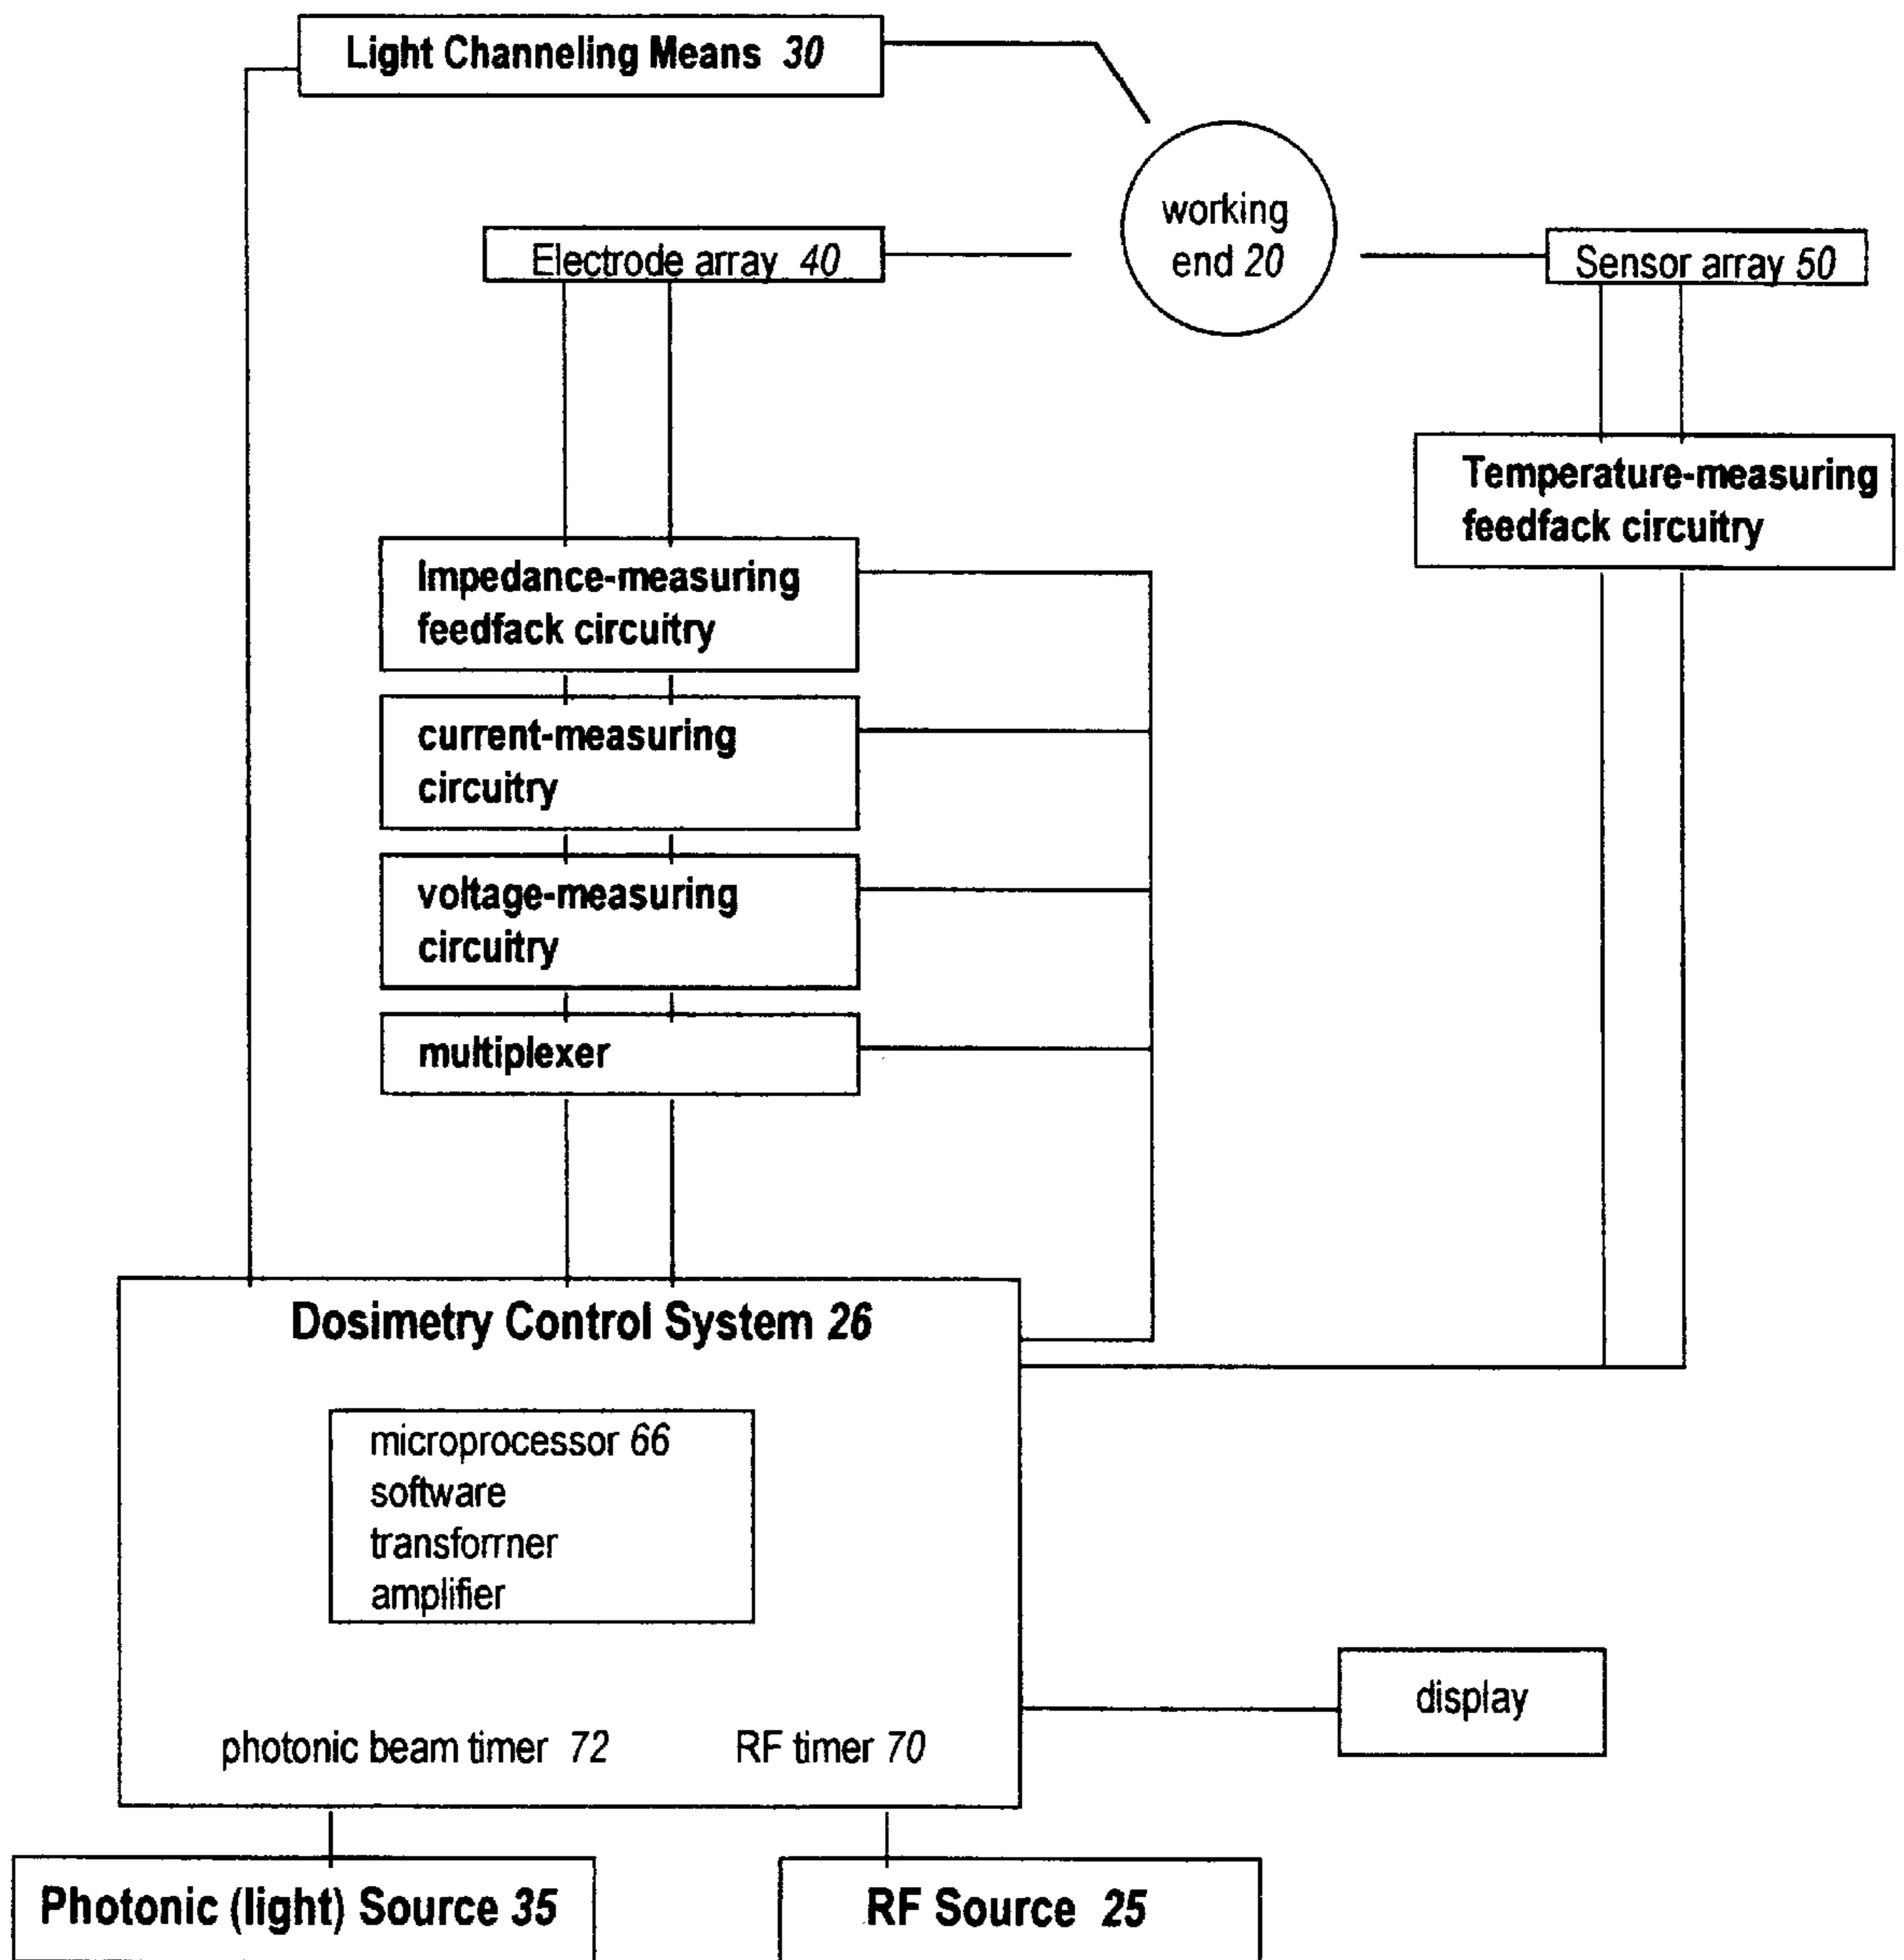 Light Channeling Means 30
working
end 20
Electrode array 40
Sensor array 50
Temperature-measuring
feedfack circuitry
Impedance-measuring
feedfack circuitry
current-measuring
circuitry
voltage-measuring
circuitry
multiplexer
Dosimetry Control System 26
microprocessor 66
software
transformer
amplifier
display
photonic beam timer 72
RF timer 70
Photonic (light) Source 35
RF Source 25